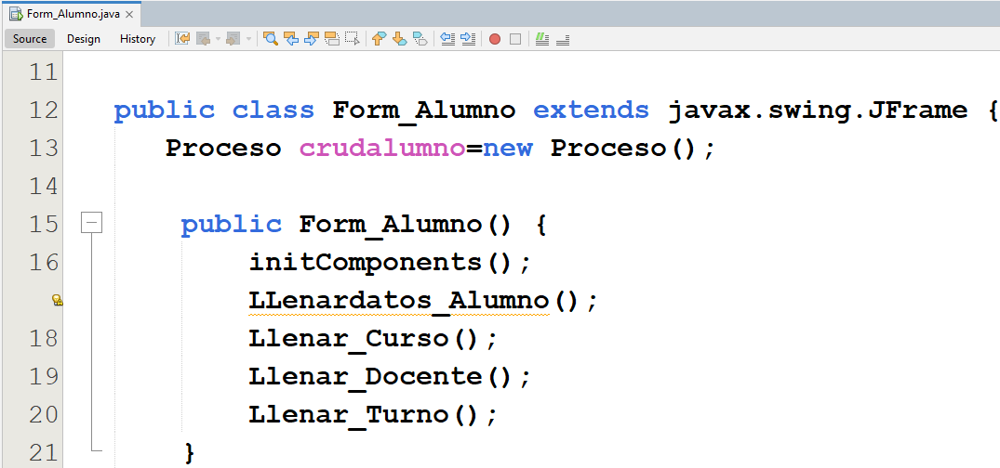 Form_Alumno.java
Source Design History
11
12 public class Form_Alumno extends javax.swing.JFrame {
13 Proceso crudalumno=new Proceso();
14
15 public Form_Alumno() {
16 initComponents();
LLenardatos_Alumno();
18 Llenar_Curso();
19 Llenar_Docente();
20 Llenar_Turno();
21 }